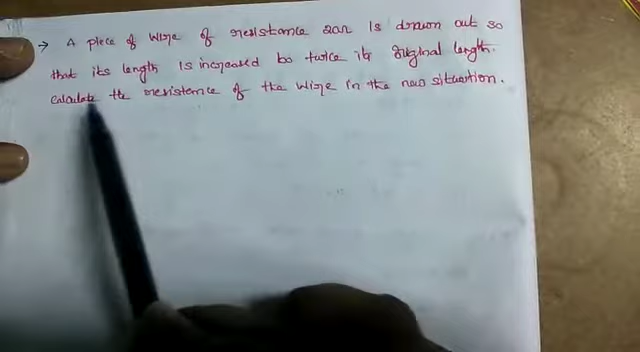 → A piece of wire of resistance 20Ω is drawn out so
that its length is increased to twice its original length.
calculate the resistance of the wire in the new situation.